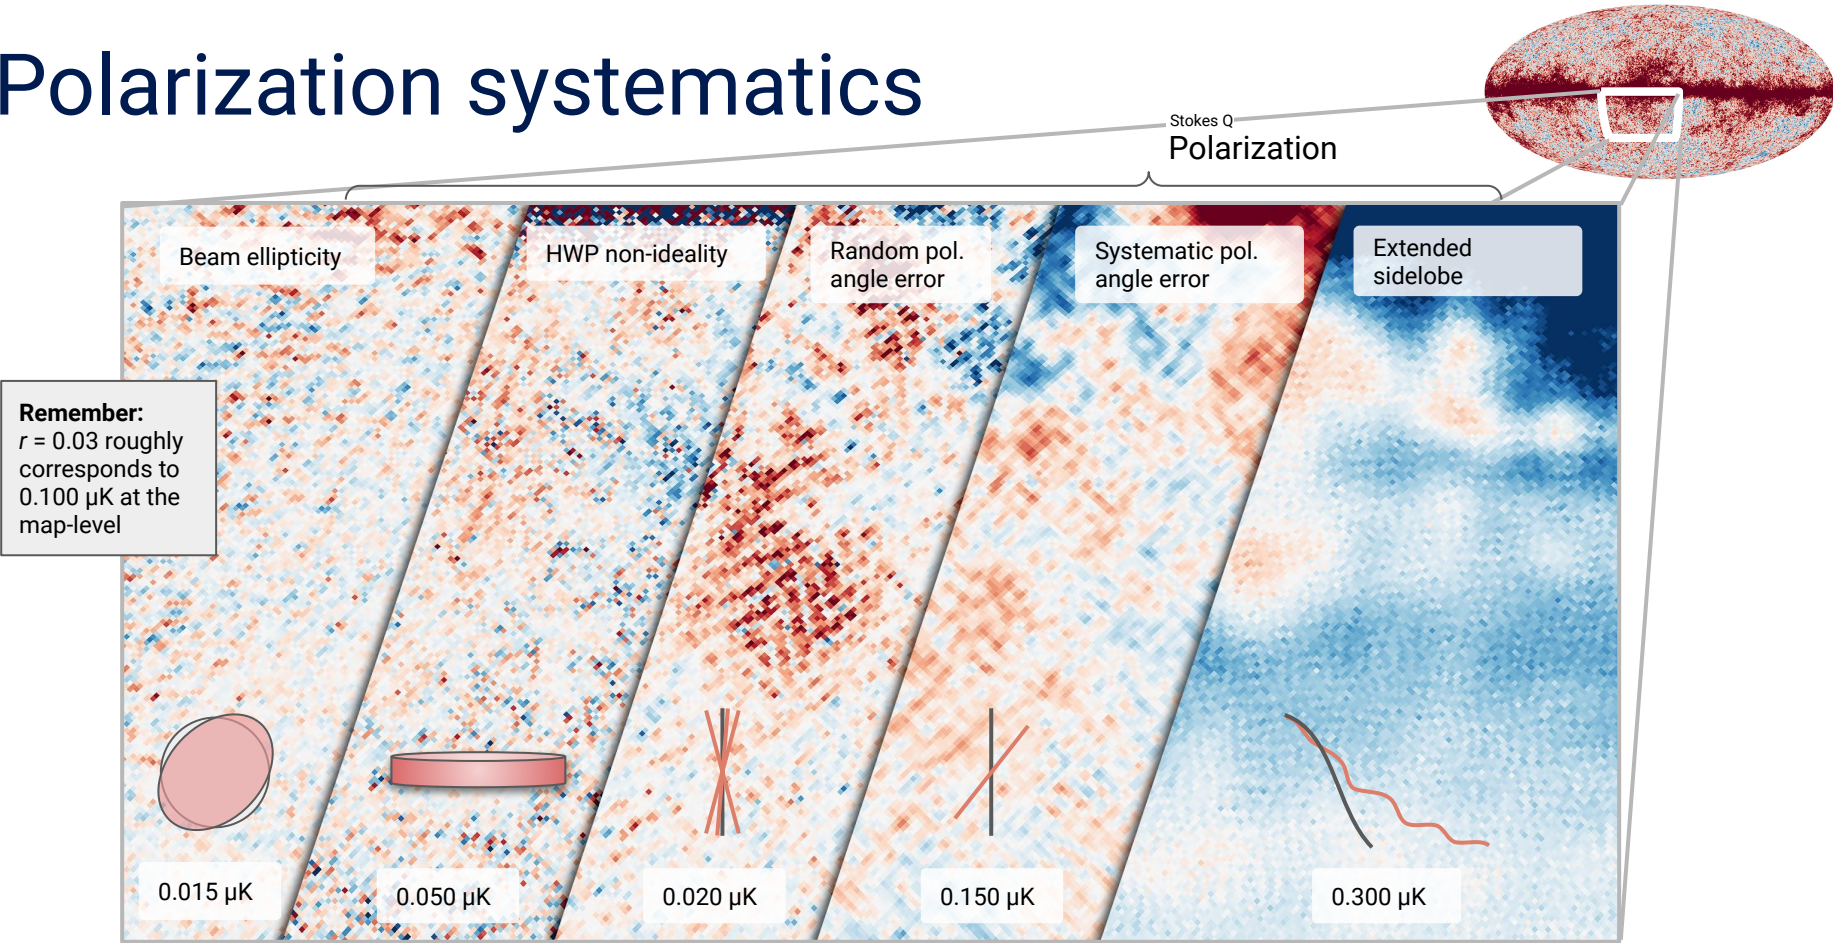 Polarization systematics
Stokes Q
Polarization
Beam ellipticity
HWP non-ideality
Random pol.
angle error
Systematic pol.
angle error
Extended
sidelobe
Remember:
r = 0.03 roughly
corresponds to
0.100 µK at the
map-level
0.015 µK
0.050 µK
0.020 µK
0.150 µK
0.300 µK